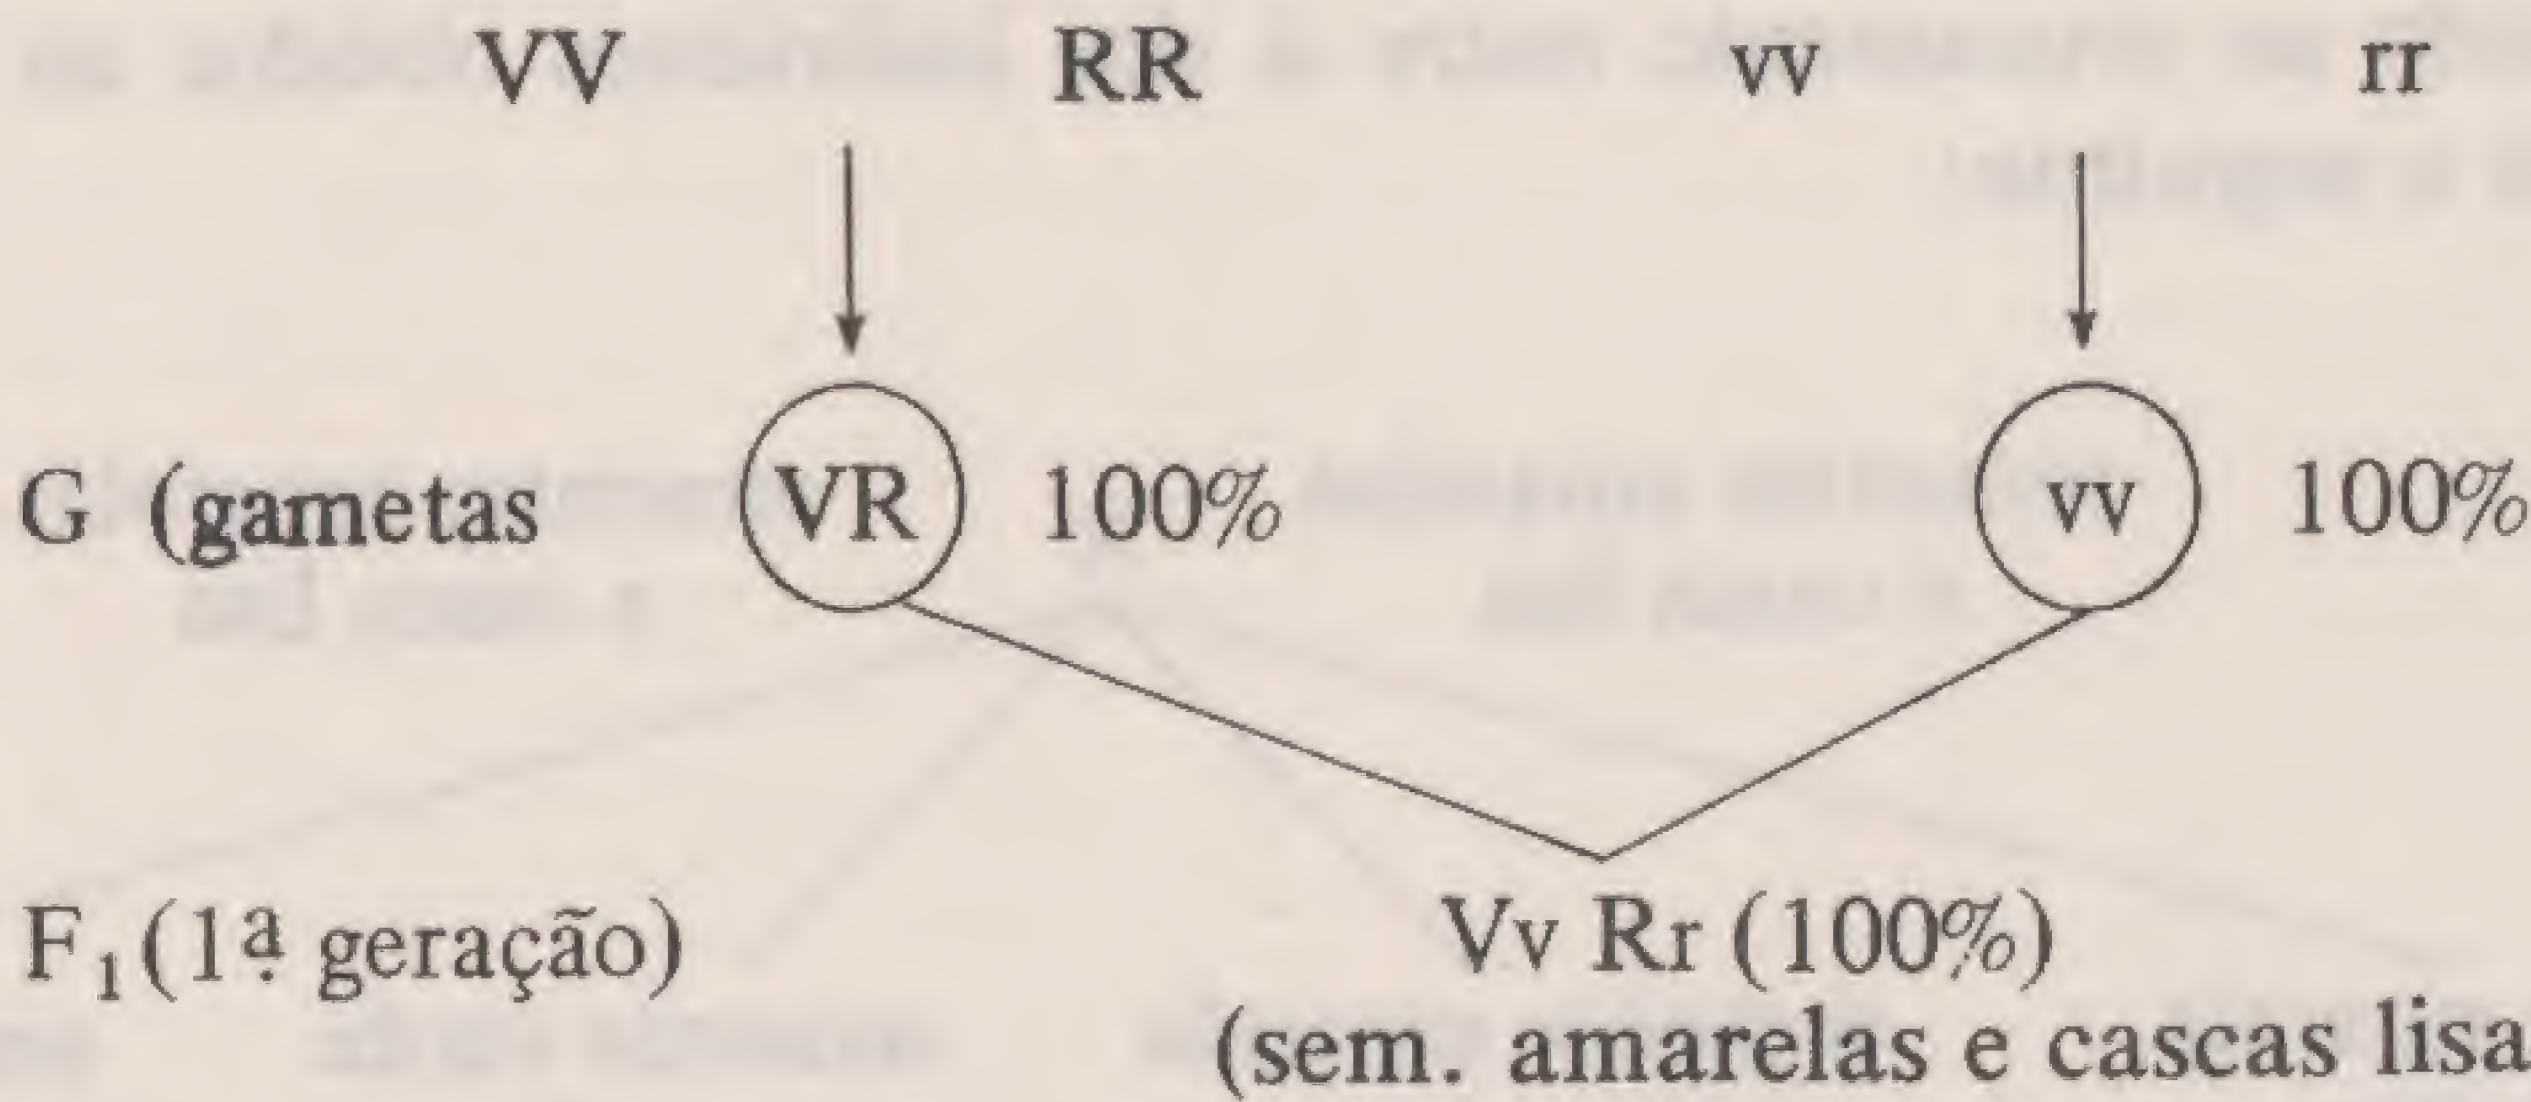 VV RR vv rr
G (gametas VR 100% vv 100%
F₁ (1ª geração) Vv Rr (100%)
(sem. amarelas e cascas lisa